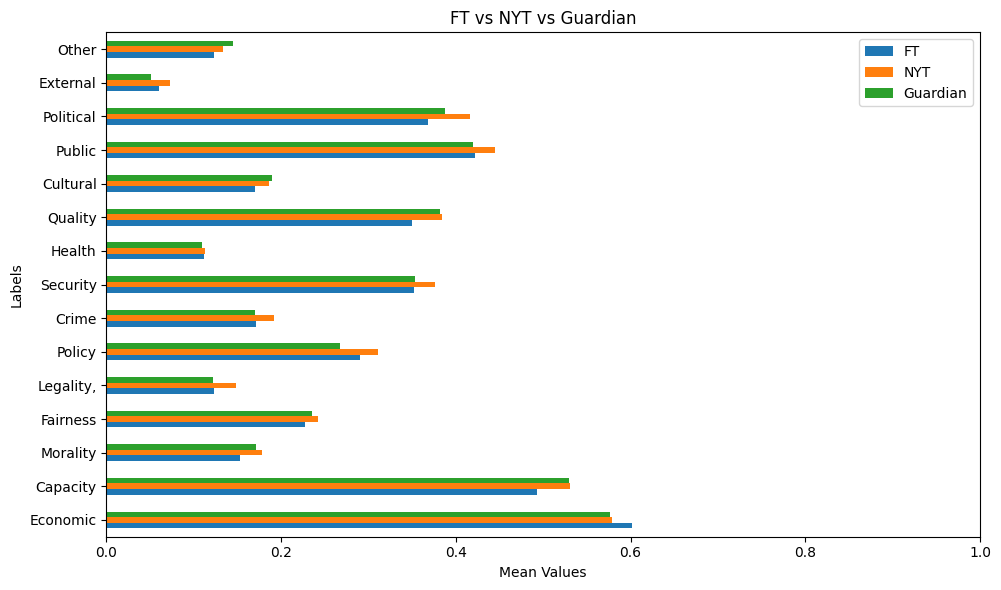 FT vs NYT vs Guardian
FT
NYT
Guardian
Labels
Other
External
Political
Public
Cultural
Quality
Health
Security
Crime
Policy
Legality,
Fairness
Morality
Capacity
Economic
0.0 0.2 0.4 0.6 0.8 1.0
Mean Values